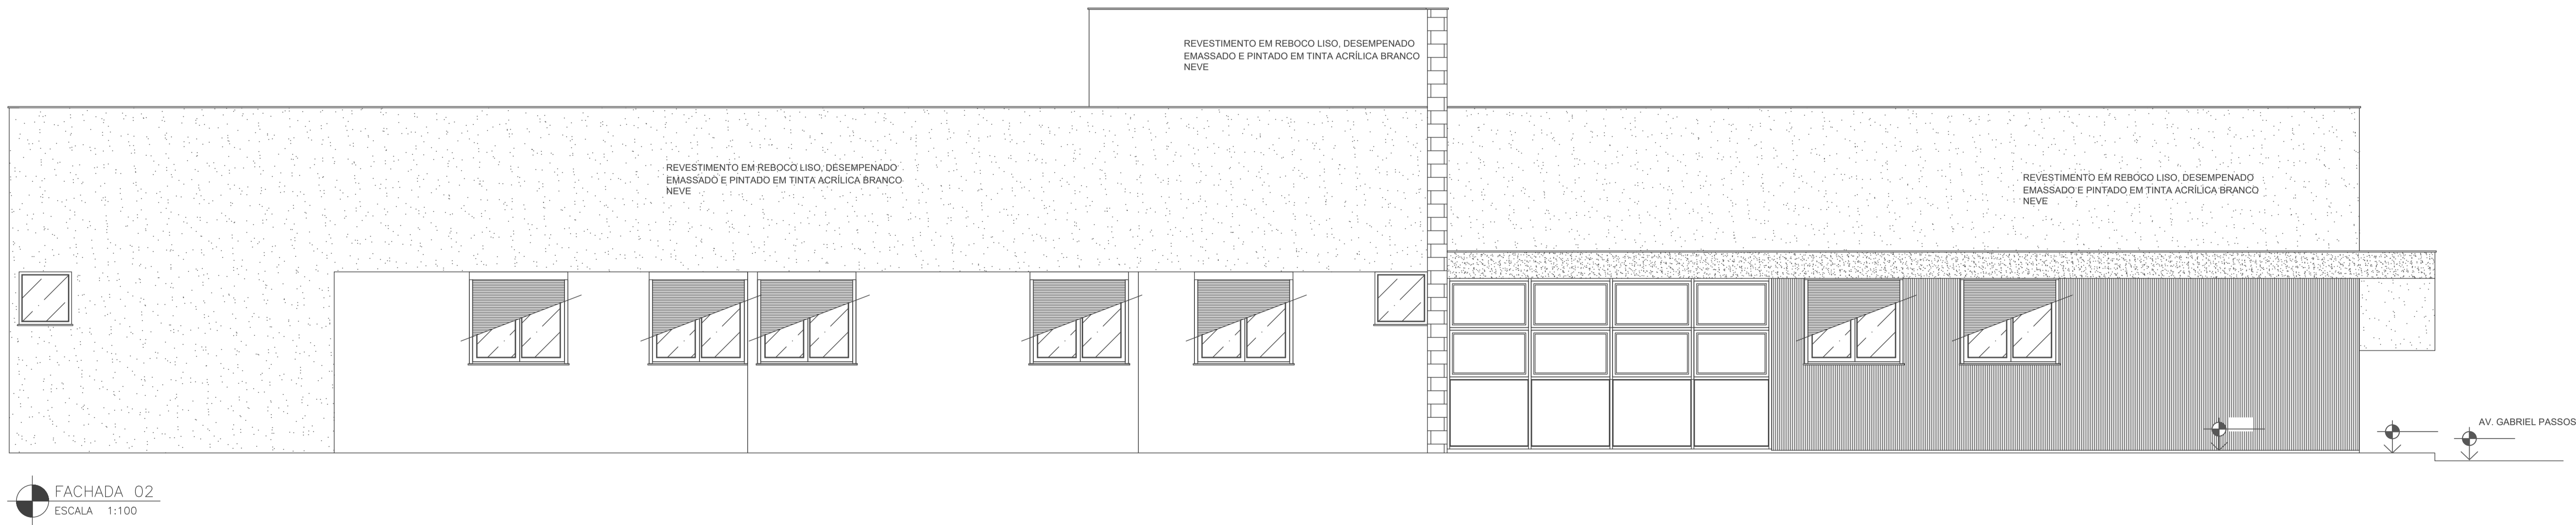 REVESTIMENTO EM REBOCO LISO, DESEMPENADO
EMASSADO E PINTADO EM TINTA ACRÍLICA BRANCO
NEVE
REVESTIMENTO EM REBOCO LISO, DESEMPENADO
EMASSADO E PINTADO EM TINTA ACRÍLICA BRANCO
NEVE
REVESTIMENTO EM REBOCO LISO, DESEMPENADO
EMASSADO E PINTADO EM TINTA ACRÍLICA BRANCO
NEVE
AV. GABRIEL PASSOS
FACHADA 02
ESCALA 1:100